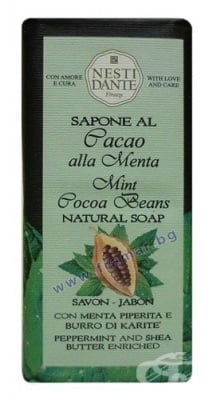 CON AMORE
E CURA
NESTI
DANTE
Firenze
WITH LOVE
AND CARE
SAPONE AL
Cacao
alla Menta
Mint
Cocoa Beans
NATURAL SOAP
SAVON - JABON
CON MENTA PIPERITA E
BURRO DI KARITE'
PEPPERMINT AND SHEA
BUTTER ENRICHED